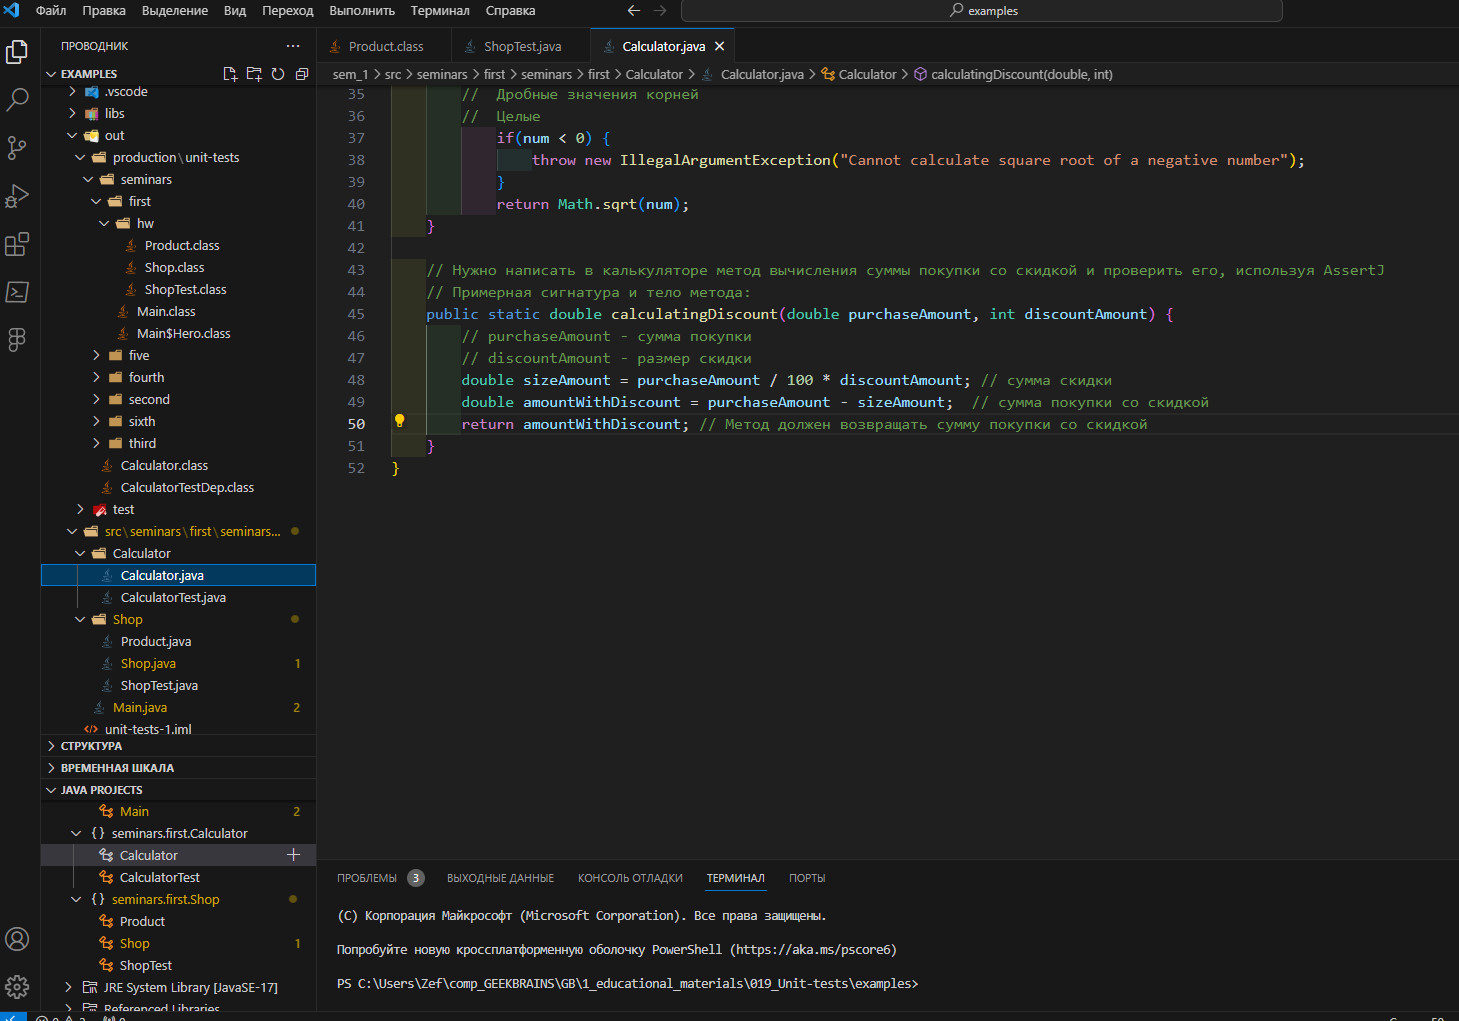 Файл Правка Выделение Вид Переход Выполнить Терминал Справка
examples
ПРОВОДНИК
EXAMPLES
.vscode
libs
out
production\unit-tests
seminars
first
hw
Product.class
Shop.class
ShopTest.class
Main.class
Main$Hero.class
five
fourth
second
sixth
third
Calculator.class
CalculatorTestDep.class
test
src\seminars\first\seminars...
Calculator
Calculator.java
CalculatorTest.java
Shop
Product.java
Shop.java 1
ShopTest.java
Main.java 2
unit-tests-1.iml
СТРУКТУРА
ВРЕМЕННАЯ ШКАЛА
JAVA PROJECTS
Main 2
seminars.first.Calculator
Calculator
CalculatorTest
seminars.first.Shop
Product
Shop 1
ShopTest
JRE System Library [JavaSE-17]
Referenced Libraries
Product.class ShopTest.java Calculator.java
sem_1 > src > seminars > first > seminars > first > Calculator > Calculator.java > Calculator > calculatingDiscount(double, int)
35 // Дробные значения корней
36 // Целые
37 if(num < 0) {
38 throw new IllegalArgumentException("Cannot calculate square root of a negative number");
39 }
40 return Math.sqrt(num);
41 }
42
43 // Нужно написать в калькуляторе метод вычисления суммы покупки со скидкой и проверить его, используя AssertJ
44 // Примерная сигнатура и тело метода:
45 public static double calculatingDiscount(double purchaseAmount, int discountAmount) {
46 // purchaseAmount - сумма покупки
47 // discountAmount - размер скидки
48 double sizeAmount = purchaseAmount / 100 * discountAmount; // сумма скидки
49 double amountWithDiscount = purchaseAmount - sizeAmount; // сумма покупки со скидкой
50 return amountWithDiscount; // Метод должен возвращать сумму покупки со скидкой
51 }
52 }
ПРОБЛЕМЫ 3 ВЫХОДНЫЕ ДАННЫЕ КОНСОЛЬ ОТЛАДКИ ТЕРМИНАЛ ПОРТЫ
(C) Корпорация Майкрософт (Microsoft Corporation). Все права защищены.
Попробуйте новую кроссплатформенную оболочку PowerShell (https://aka.ms/pscore6)
PS C:\Users\Zef\comp_GEEKBRAINS\GB\1_educational_materials\019_Unit-tests\examples>